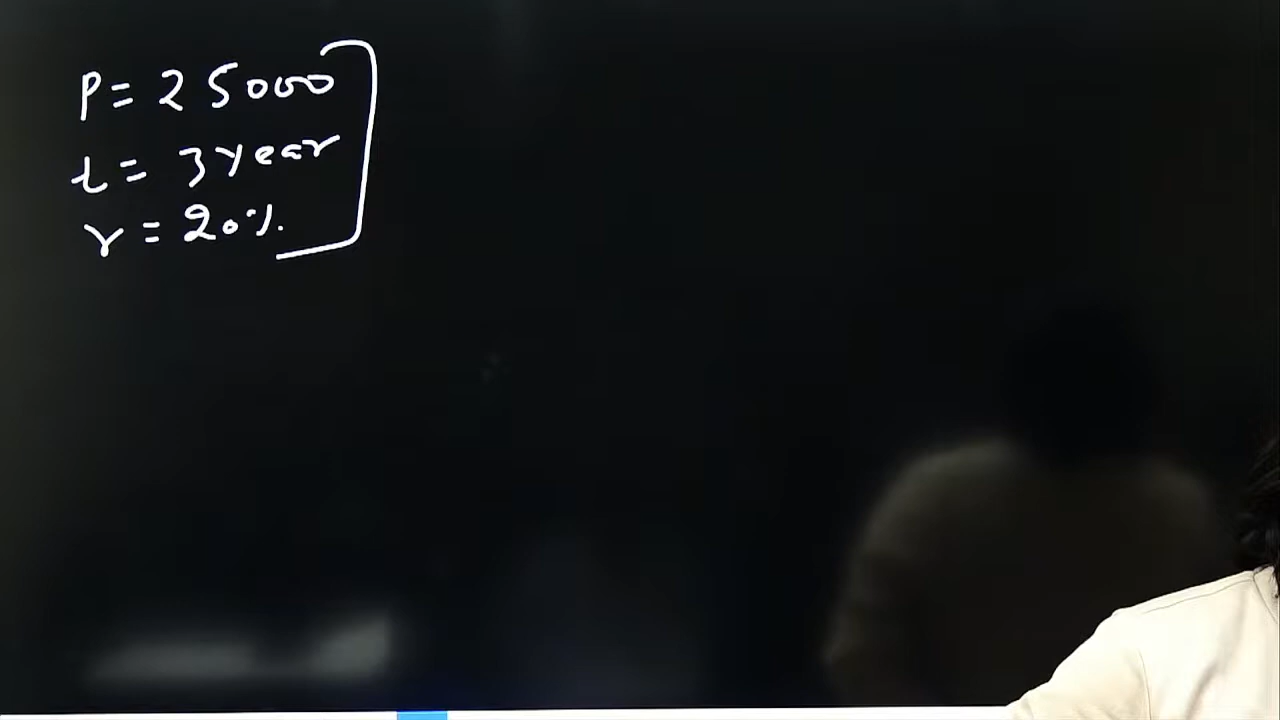 P = 25000
t = 3 year
r = 20%